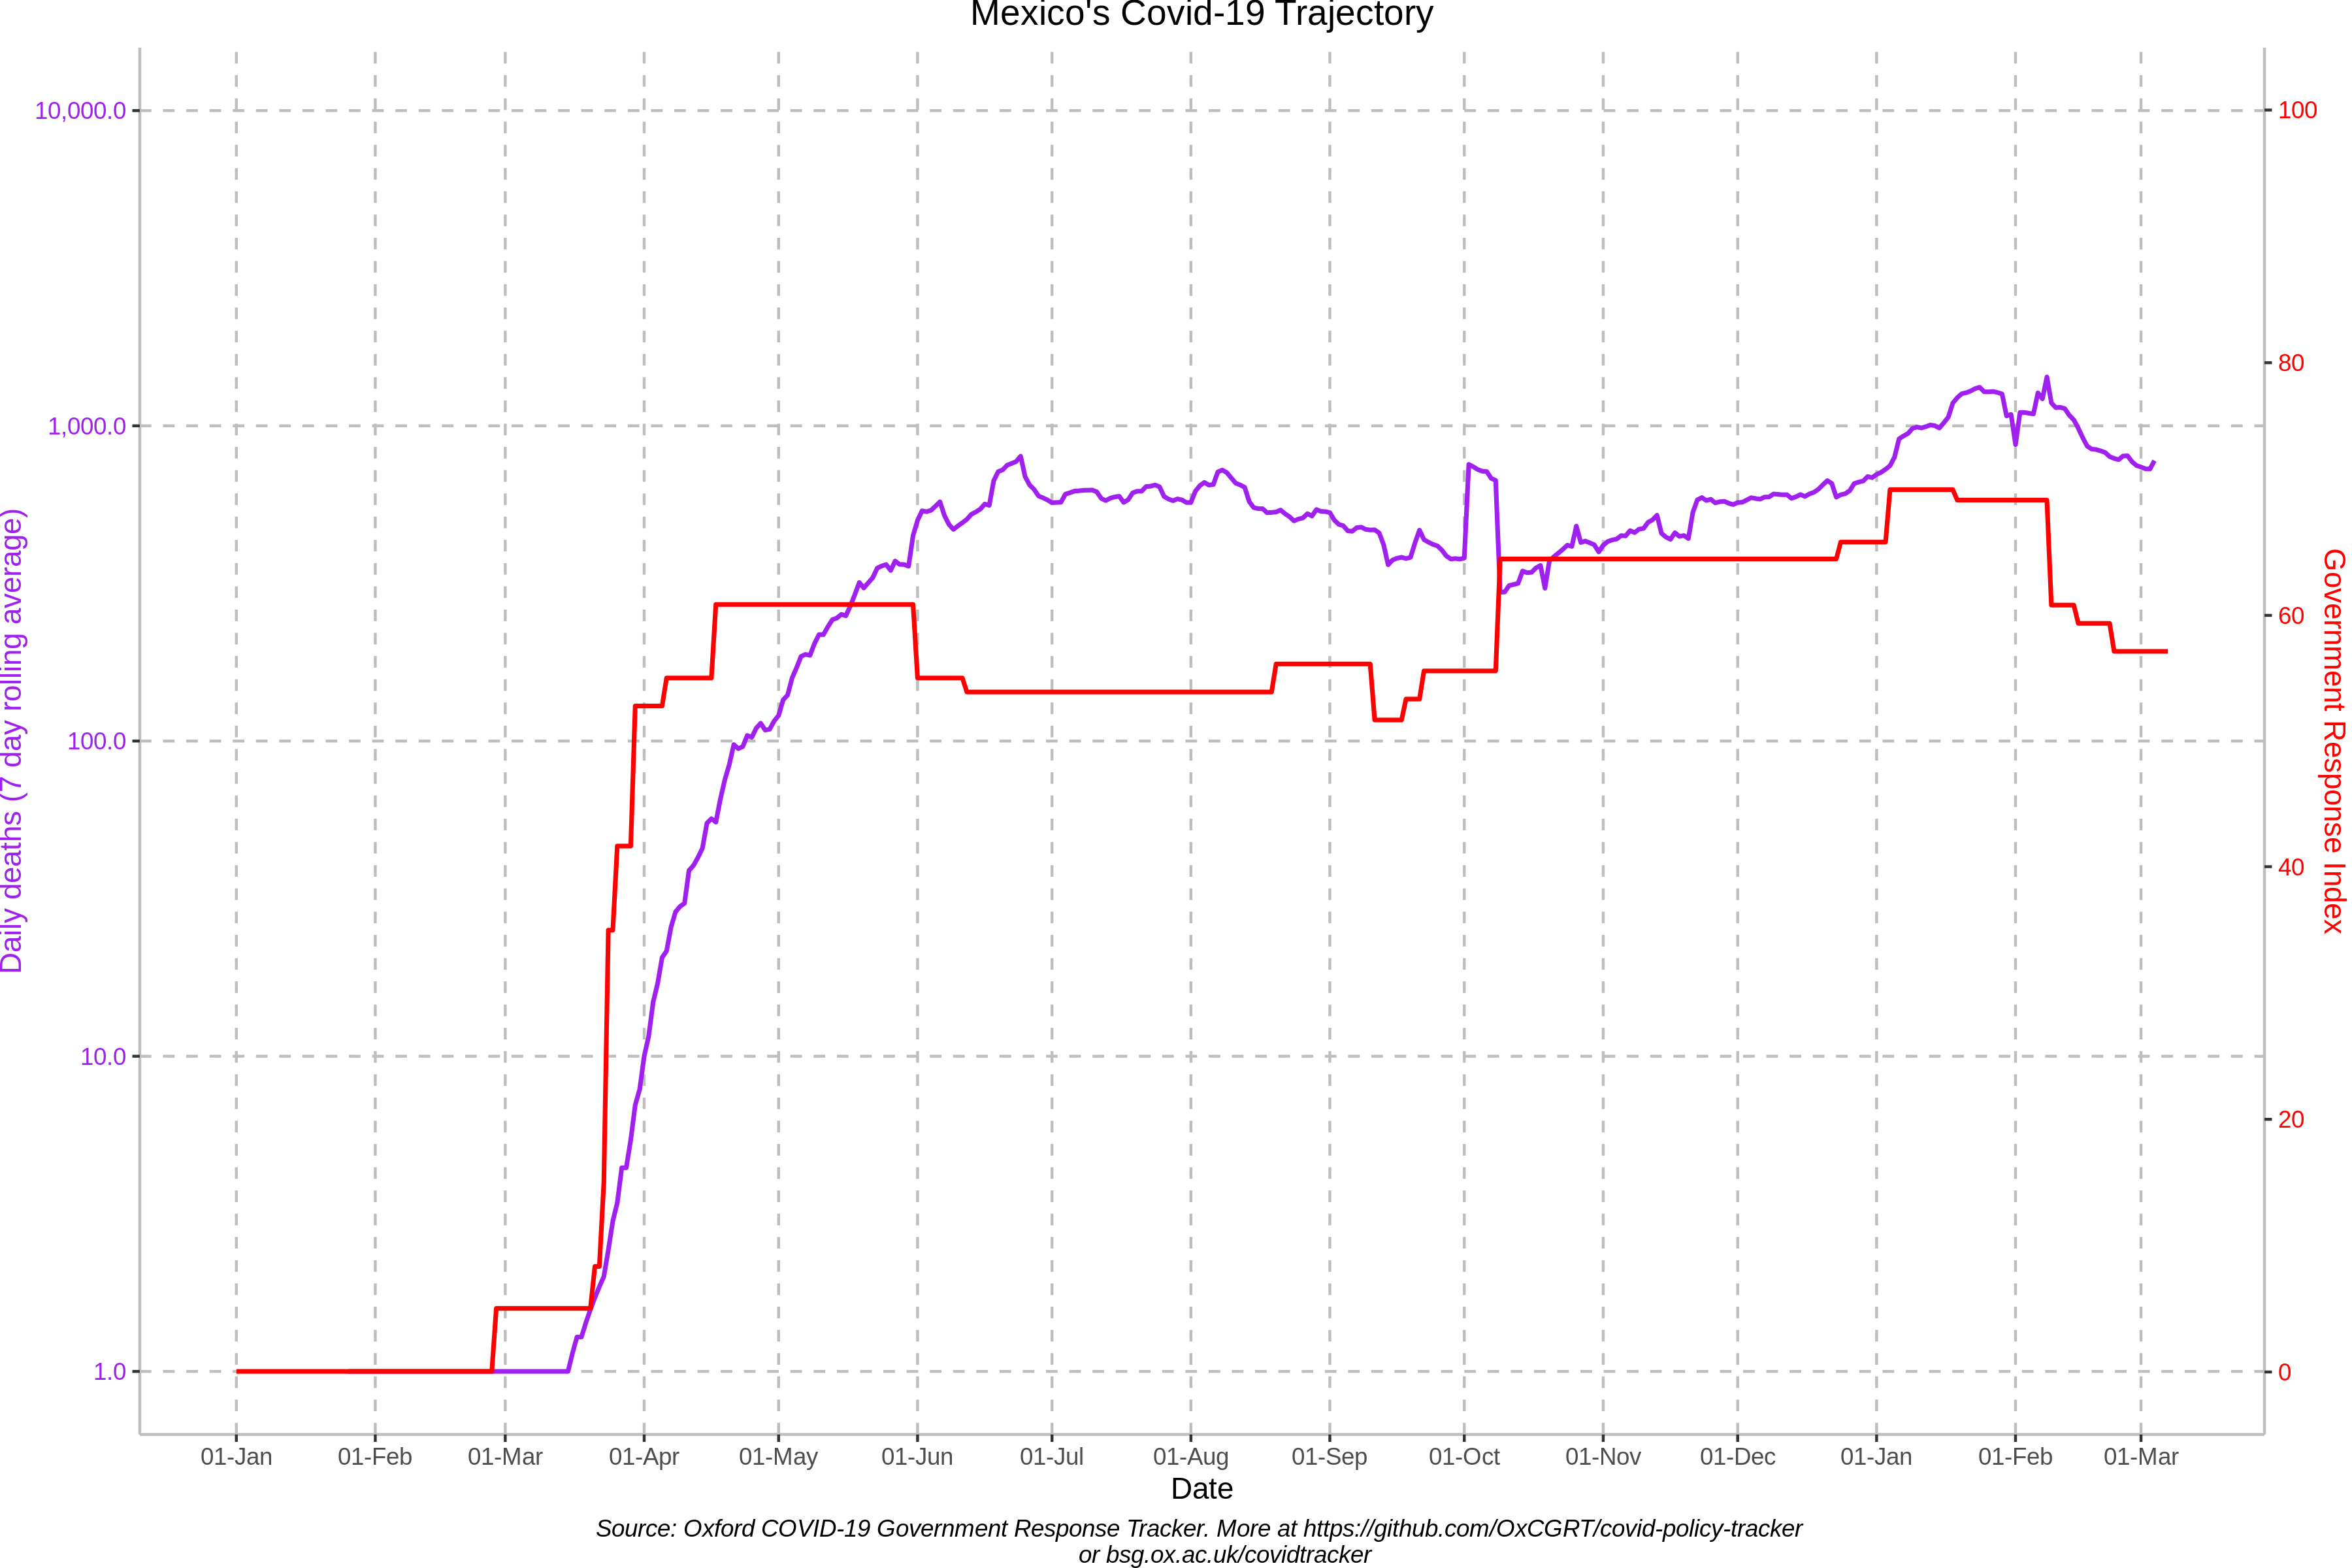 Mexico's Covid-19 Trajectory
10,000.0
1,000.0
100.0
10.0
1.0
Daily deaths (7 day rolling average)
100
80
60
40
20
0
Government Response Index
01-Jan 01-Feb 01-Mar 01-Apr 01-May 01-Jun 01-Jul 01-Aug 01-Sep 01-Oct 01-Nov 01-Dec 01-Jan 01-Feb 01-Mar
Date
Source: Oxford COVID-19 Government Response Tracker. More at https://github.com/OxCGRT/covid-policy-tracker
or bsg.ox.ac.uk/covidtracker